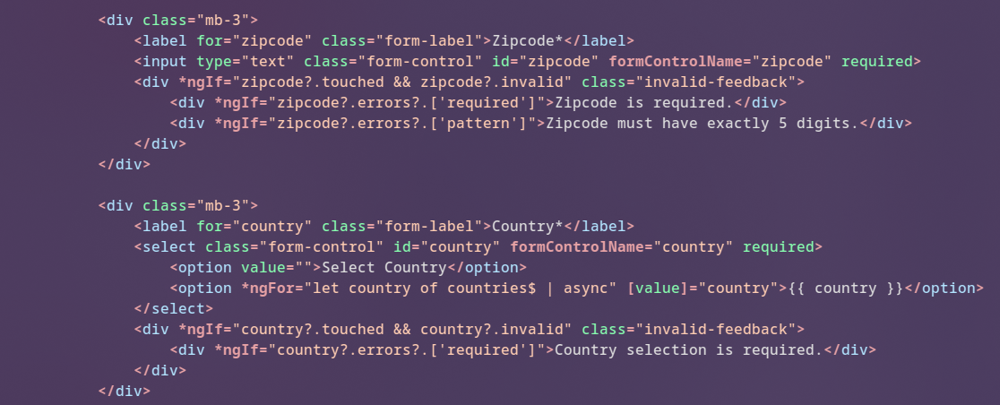 <div class="mb-3">
    <label for="zipcode" class="form-label">Zipcode*</label>
    <input type="text" class="form-control" id="zipcode" formControlName="zipcode" required>
    <div *ngIf="zipcode?.touched && zipcode?.invalid" class="invalid-feedback">
        <div *ngIf="zipcode?.errors?.['required']">Zipcode is required.</div>
        <div *ngIf="zipcode?.errors?.['pattern']">Zipcode must have exactly 5 digits.</div>
    </div>
</div>

<div class="mb-3">
    <label for="country" class="form-label">Country*</label>
    <select class="form-control" id="country" formControlName="country" required>
        <option value="">Select Country</option>
        <option *ngFor="let country of countries$ | async" [value]="country">{{ country }}</option>
    </select>
    <div *ngIf="country?.touched && country?.invalid" class="invalid-feedback">
        <div *ngIf="country?.errors?.['required']">Country selection is required.</div>
    </div>
</div>